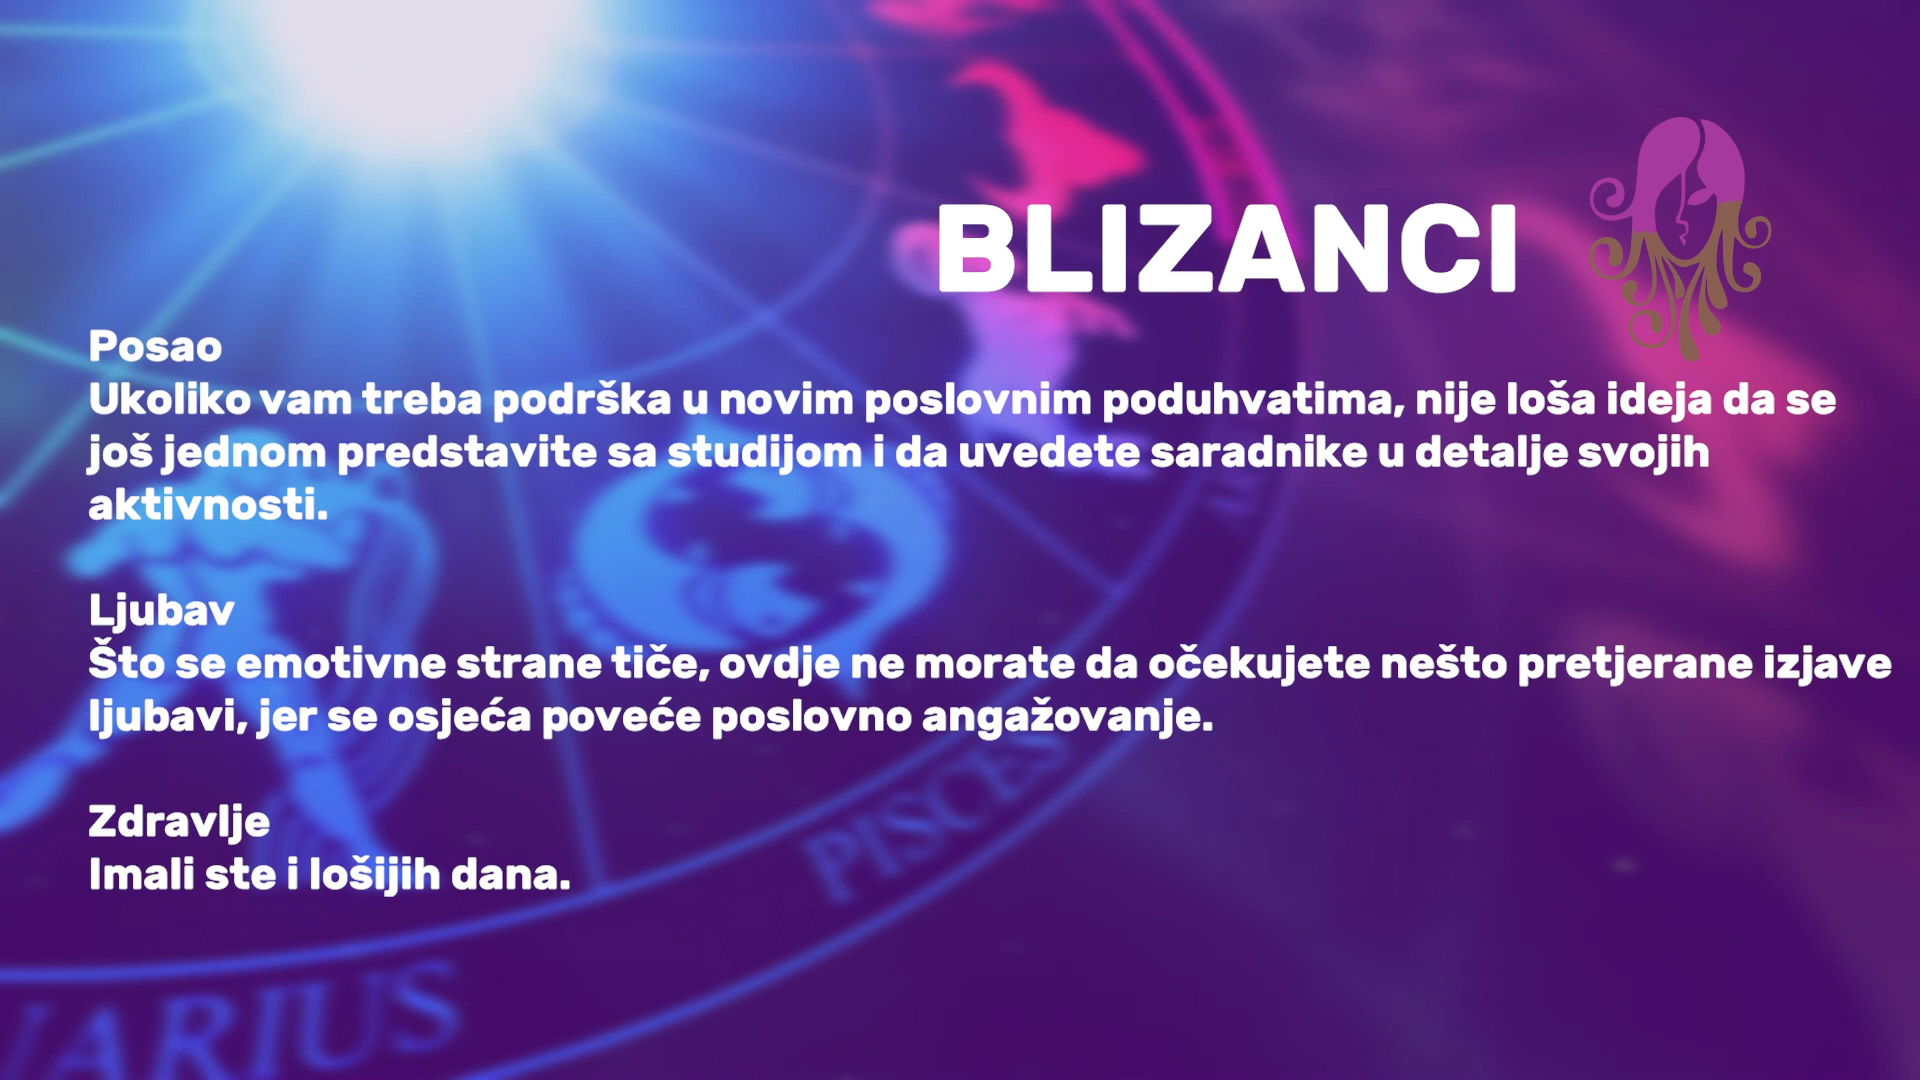 BLIZANCI
Posao
Ukoliko vam treba podrška u novim poslovnim poduhvatima, nije loša ideja da se
još jednom predstavite sa studijom i da uvedete saradnike u detalje svojih
aktivnosti.
Ljubav
Što se emotivne strane tiče, ovdje ne morate da očekujete nešto pretjerane izjave
ljubavi, jer se osjeća poveće poslovno angažovanje.
Zdravlje
Imali ste i lošijih dana.
PISCES
ARIUS